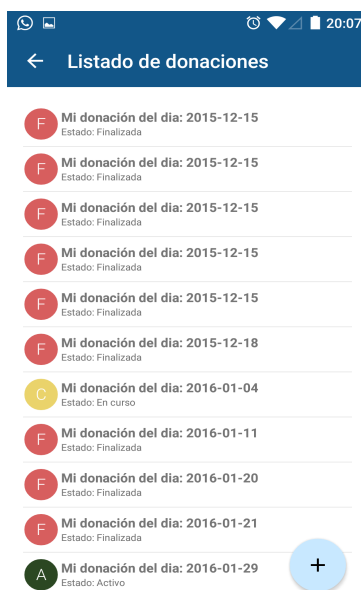 20:07
Listado de donaciones
F
Mi donación del dia: 2015-12-15
Estado: Finalizada
F
Mi donación del dia: 2015-12-15
Estado: Finalizada
F
Mi donación del dia: 2015-12-15
Estado: Finalizada
F
Mi donación del dia: 2015-12-15
Estado: Finalizada
F
Mi donación del dia: 2015-12-15
Estado: Finalizada
F
Mi donación del dia: 2015-12-18
Estado: Finalizada
C
Mi donación del dia: 2016-01-04
Estado: En curso
F
Mi donación del dia: 2016-01-11
Estado: Finalizada
F
Mi donación del dia: 2016-01-20
Estado: Finalizada
F
Mi donación del dia: 2016-01-21
Estado: Finalizada
A
Mi donación del dia: 2016-01-29
Estado: Activo
+